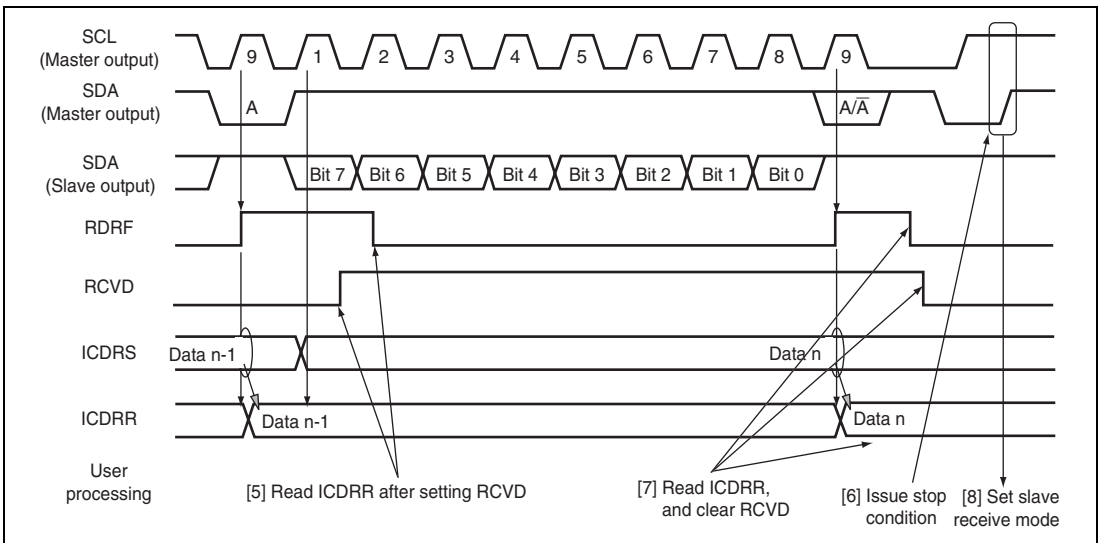 SCL
(Master output)
9 1 2 3 4 5 6 7 8 9
SDA
(Master output)
A A/A̅
SDA
(Slave output)
Bit 7 Bit 6 Bit 5 Bit 4 Bit 3 Bit 2 Bit 1 Bit 0
RDRF
RCVD
ICDRS
Data n-1 Data n
ICDRR
Data n-1 Data n
User
processing
[5] Read ICDRR after setting RCVD
[7] Read ICDRR,
and clear RCVD
[6] Issue stop
condition
[8] Set slave
receive mode